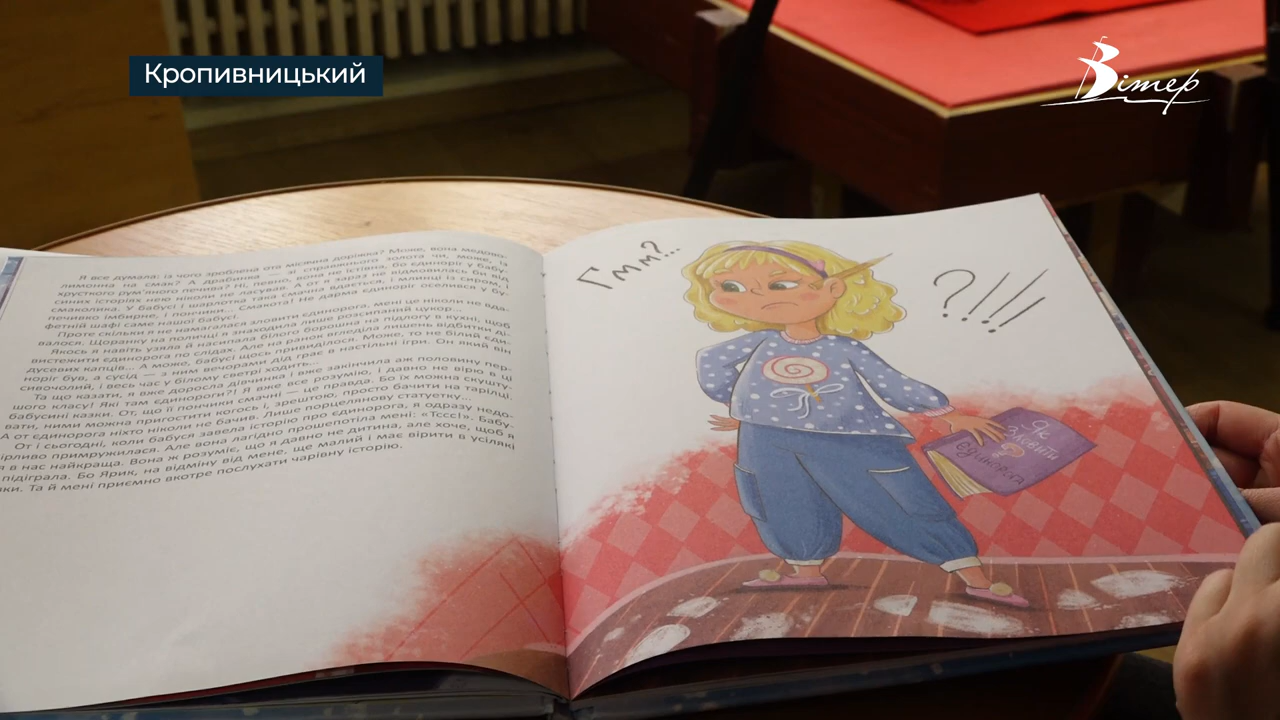 Кропивницький
Вітер
Я все думала: із чого зроблена ота місячна доріжка? Може, вона медово-
лимонна на смак? А драбинка — зі справжнього золота чи, може, із
хрусткого рум'яного печива? Ні, певно, вона не їстівна, бо єдиноріг у бабу-
синих історіях нею ніколи не ласував. А от я зараз не відмовилась би від
смаколика. У бабусі і шарлотка така смачна вдається, і млинці із сиром, і
печивко імбирне, і пончики... Смакота! Не дарма єдиноріг оселився у бу-
фетній шафі саме нашої бабусі.
Проте скільки я не намагалася зловити єдинорога, мені це ніколи не вда-
валося. Щоранку на поличці я знаходила лише розсипаний цукор...
Якось я навіть узяла й насипала білого борошна на підлогу в кухні, щоб
вистежити єдинорога по слідах. Але на ранок вгледіла лишень відбитки ді-
дусевих капців... А може, бабусі щось привиділося. Може, то не білий єди-
норіг був, а сусід — з ним вечорами дід грає в настільні ігри. Он який він
сивочолий, і весь час у білому светрі ходить...
Та що казати, я вже доросла дівчинка і вже закінчила аж половину пер-
шого класу! Які там єдинороги?! Я вже все розумію, і давно не вірю в ці
бабусині казки. От, що її пончики смачні — це правда. Бо їх можна скушту-
вати, ними можна пригостити когось і, зрештою, просто бачити на тарілці.
А от єдинорога ніхто ніколи не бачив. Лише порцелянову статуетку...
От і сьогодні, коли бабуся завела історію про єдинорога, я одразу недо-
вірливо примружилася. Але вона лагідно прошепотіла мені: «Тссс!». Бабу-
я в нас найкраща. Вона ж розуміє, що я давно не дитина, але хоче, щоб я
підіграла. Бо Ярик, на відміну від мене, ще малий і має вірити в усілякі
ки. Та й мені приємно вкотре послухати чарівну історію.
Гммм?..
?!!!
Як
зловити
єдинорога